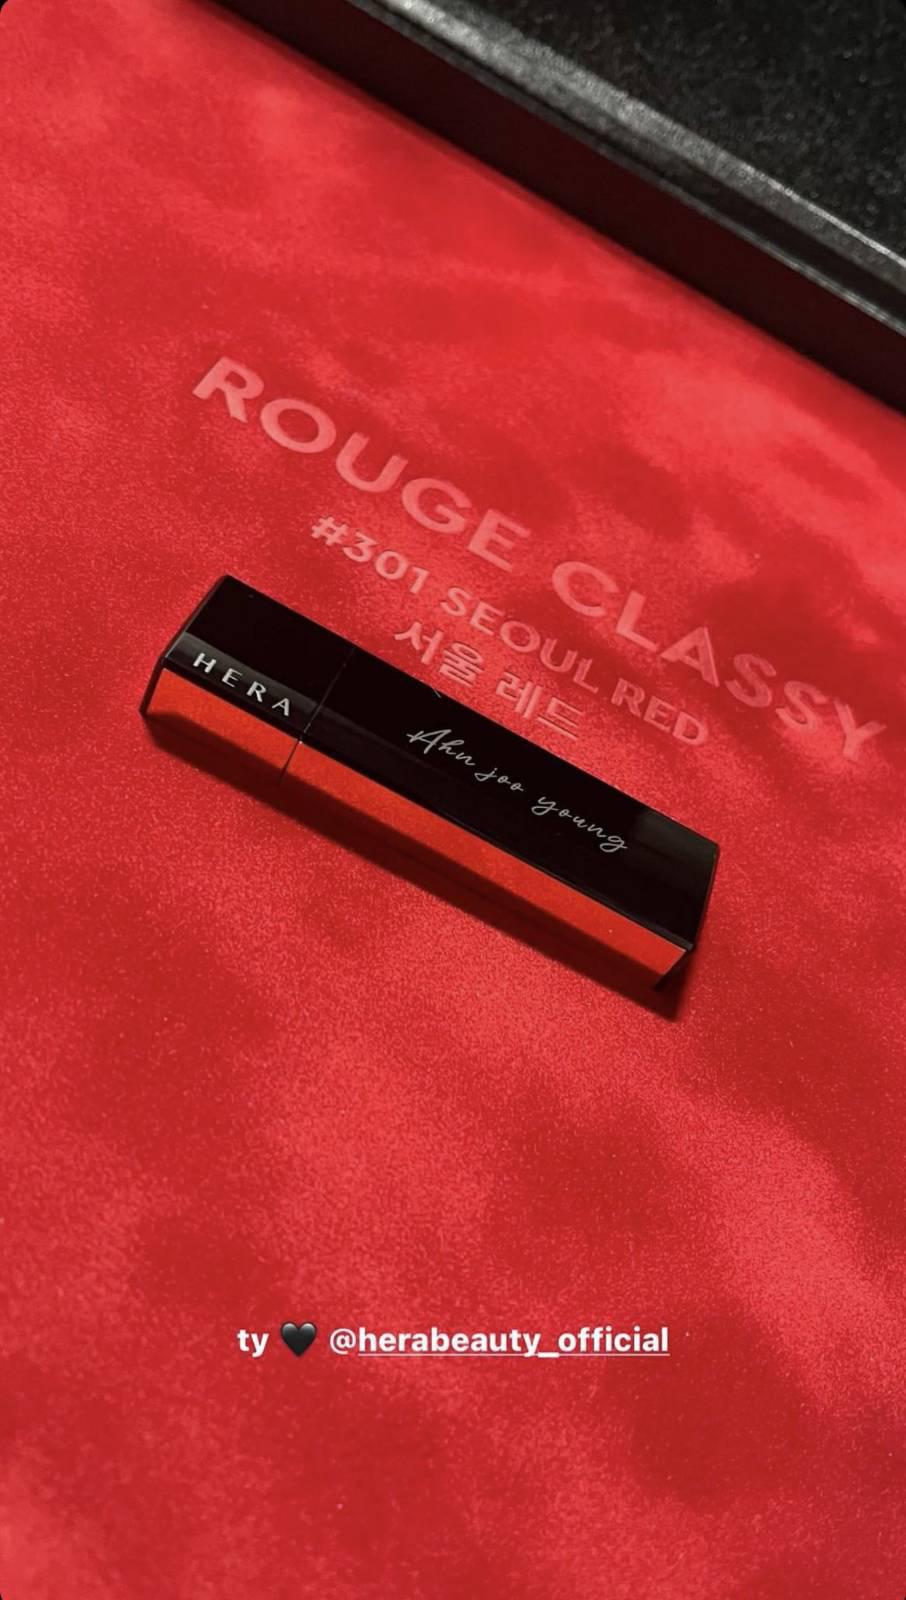 ROUGE CLASSY
#301 SEOUL RED
서울 레드
HERA
Ahn joo young
ty 🖤 @herabeauty_official